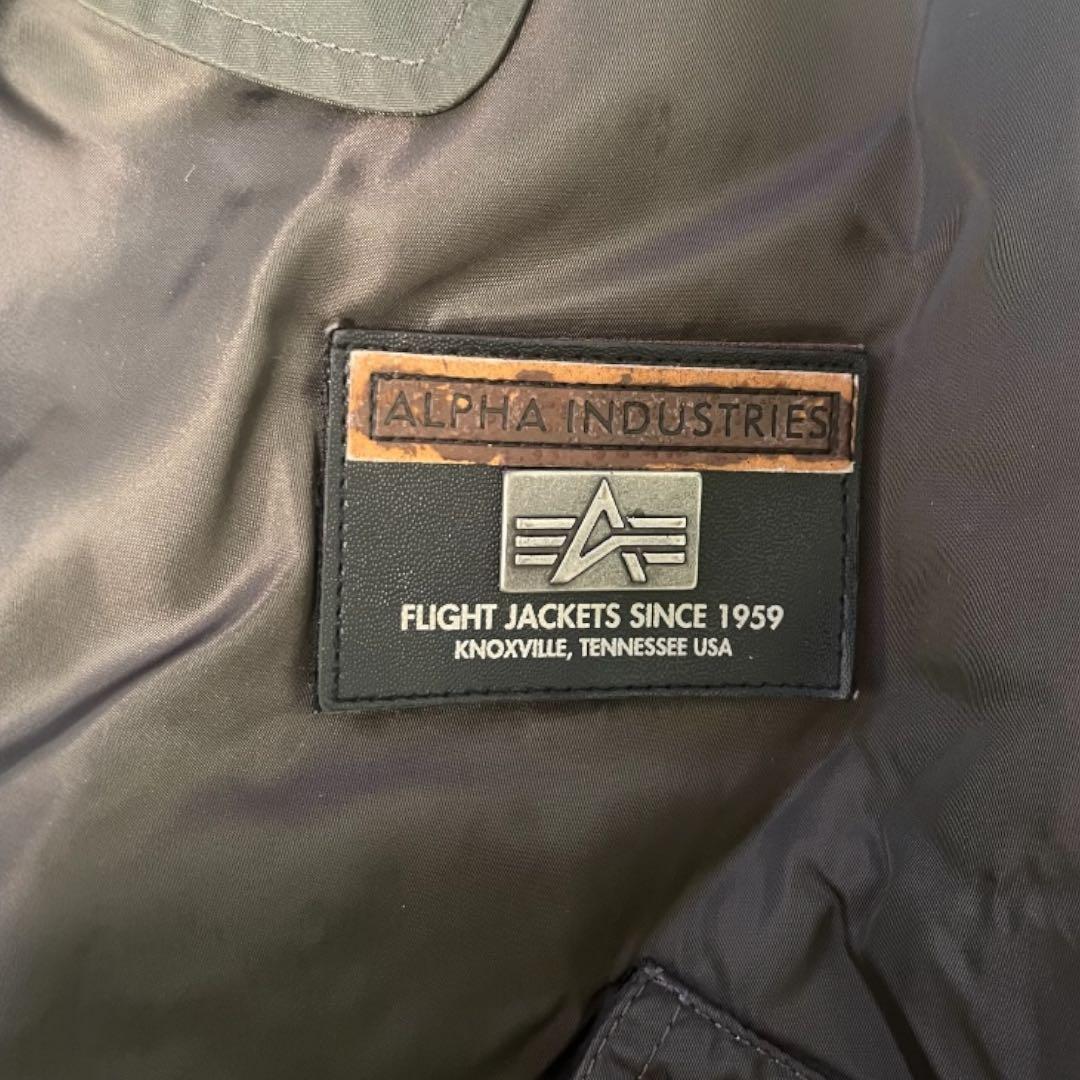 ALPHA INDUSTRIES
FLIGHT JACKETS SINCE 1959
KNOXVILLE, TENNESSEE USA